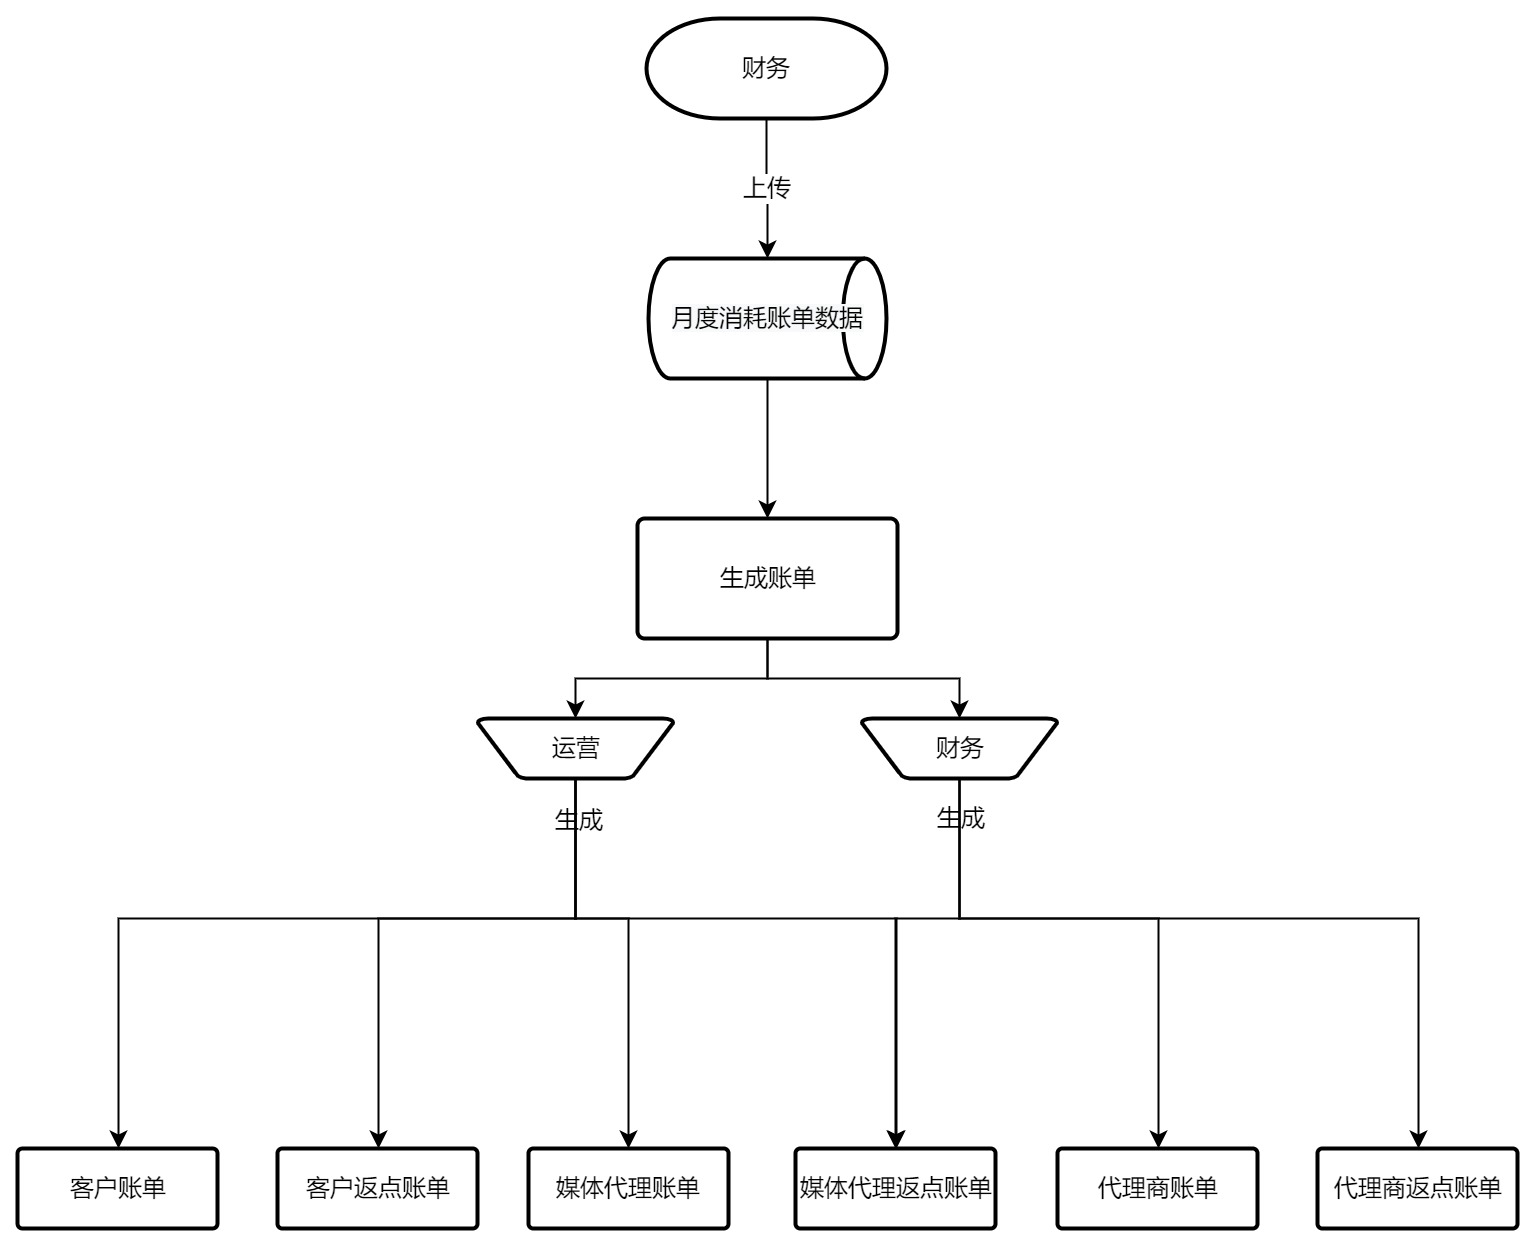 财务
上传
月度消耗账单数据
生成账单
运营
财务
生成
生成
客户账单
客户返点账单
媒体代理账单
媒体代理返点账单
代理商账单
代理商返点账单